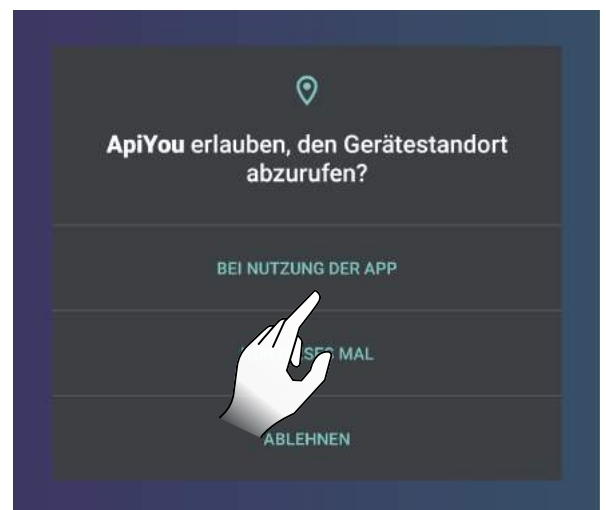 ApiYou erlauben, den Gerätestandort
abzurufen?
BEI NUTZUNG DER APP
MAL
ABLEHNEN